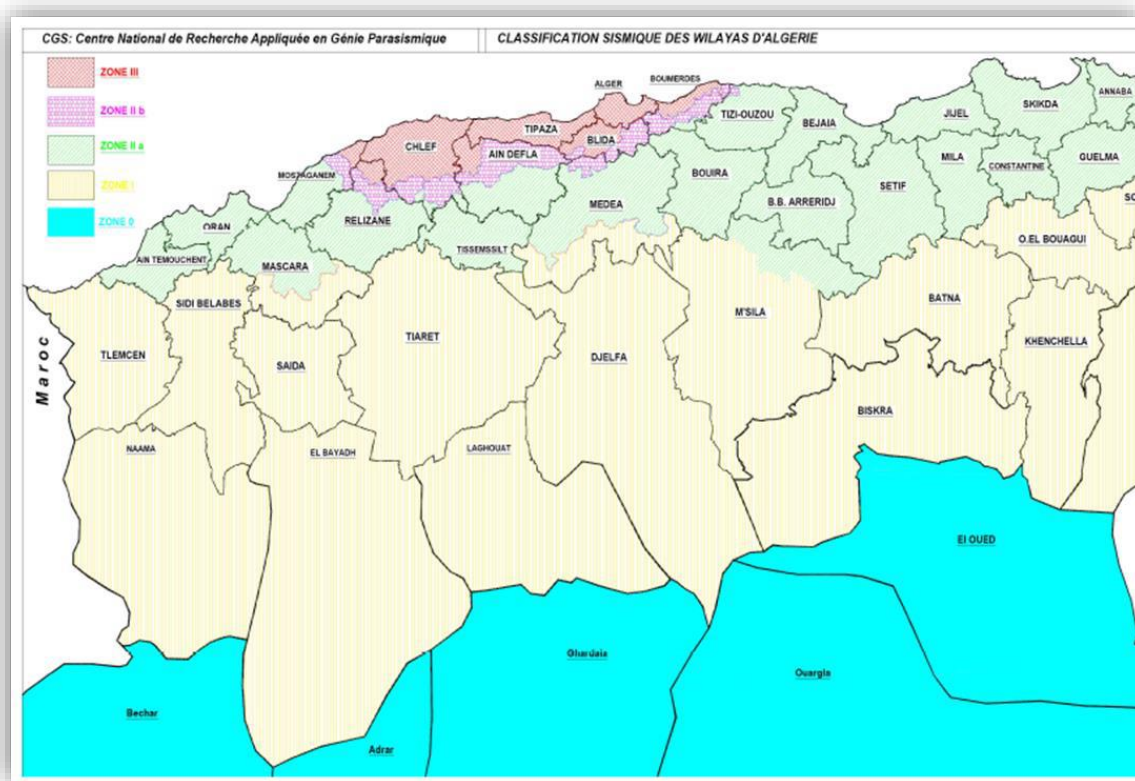 CGS: Centre National de Recherche Appliquée en Génie Parasismique
CLASSIFICATION SISMIQUE DES WILAYAS D'ALGERIE
ZONE III
ZONE II b
ZONE II a
ZONE I
ZONE 0
ALGER
BOUMERDES
TIZI-OUZOU
BEJAIA
JIJEL
SKIKDA
ANNABA
CHLEF
TIPAZA
BLIDA
AIN DEFLA
MOSTAGANEM
BOUIRA
MILA
CONSTANTINE
GUELMA
SETIF
B.B. ARRERIDJ
MEDEA
RELIZANE
ORAN
TISSEMSSILT
AIN TEMOUCHENT
MASCARA
O.EL BOUAGUI
SO
SIDI BELABES
BATNA
M'SILA
KHENCHELLA
TLEMCEN
SAIDA
TIARET
DJELFA
BISKRA
Maroc
NAAMA
EL BAYADH
LAGHOUAT
El OUED
Ghardaia
Ouargla
Bechar
Adrar